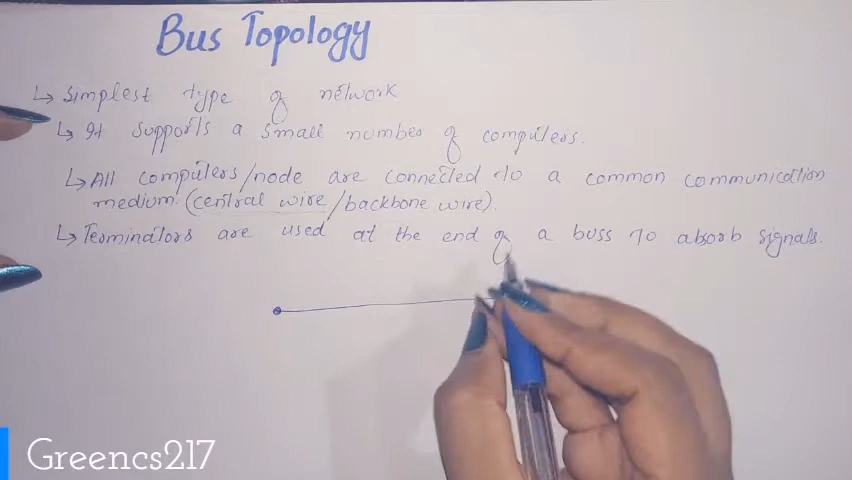 Bus Topology
↳ Simplest type of network
↳ It supports a small number of computers.
↳ All computers/node are connected to a common communication
medium. (central wire/backbone wire).
↳ Terminators are used at the end of a buss to absorb signals.
Greencs217